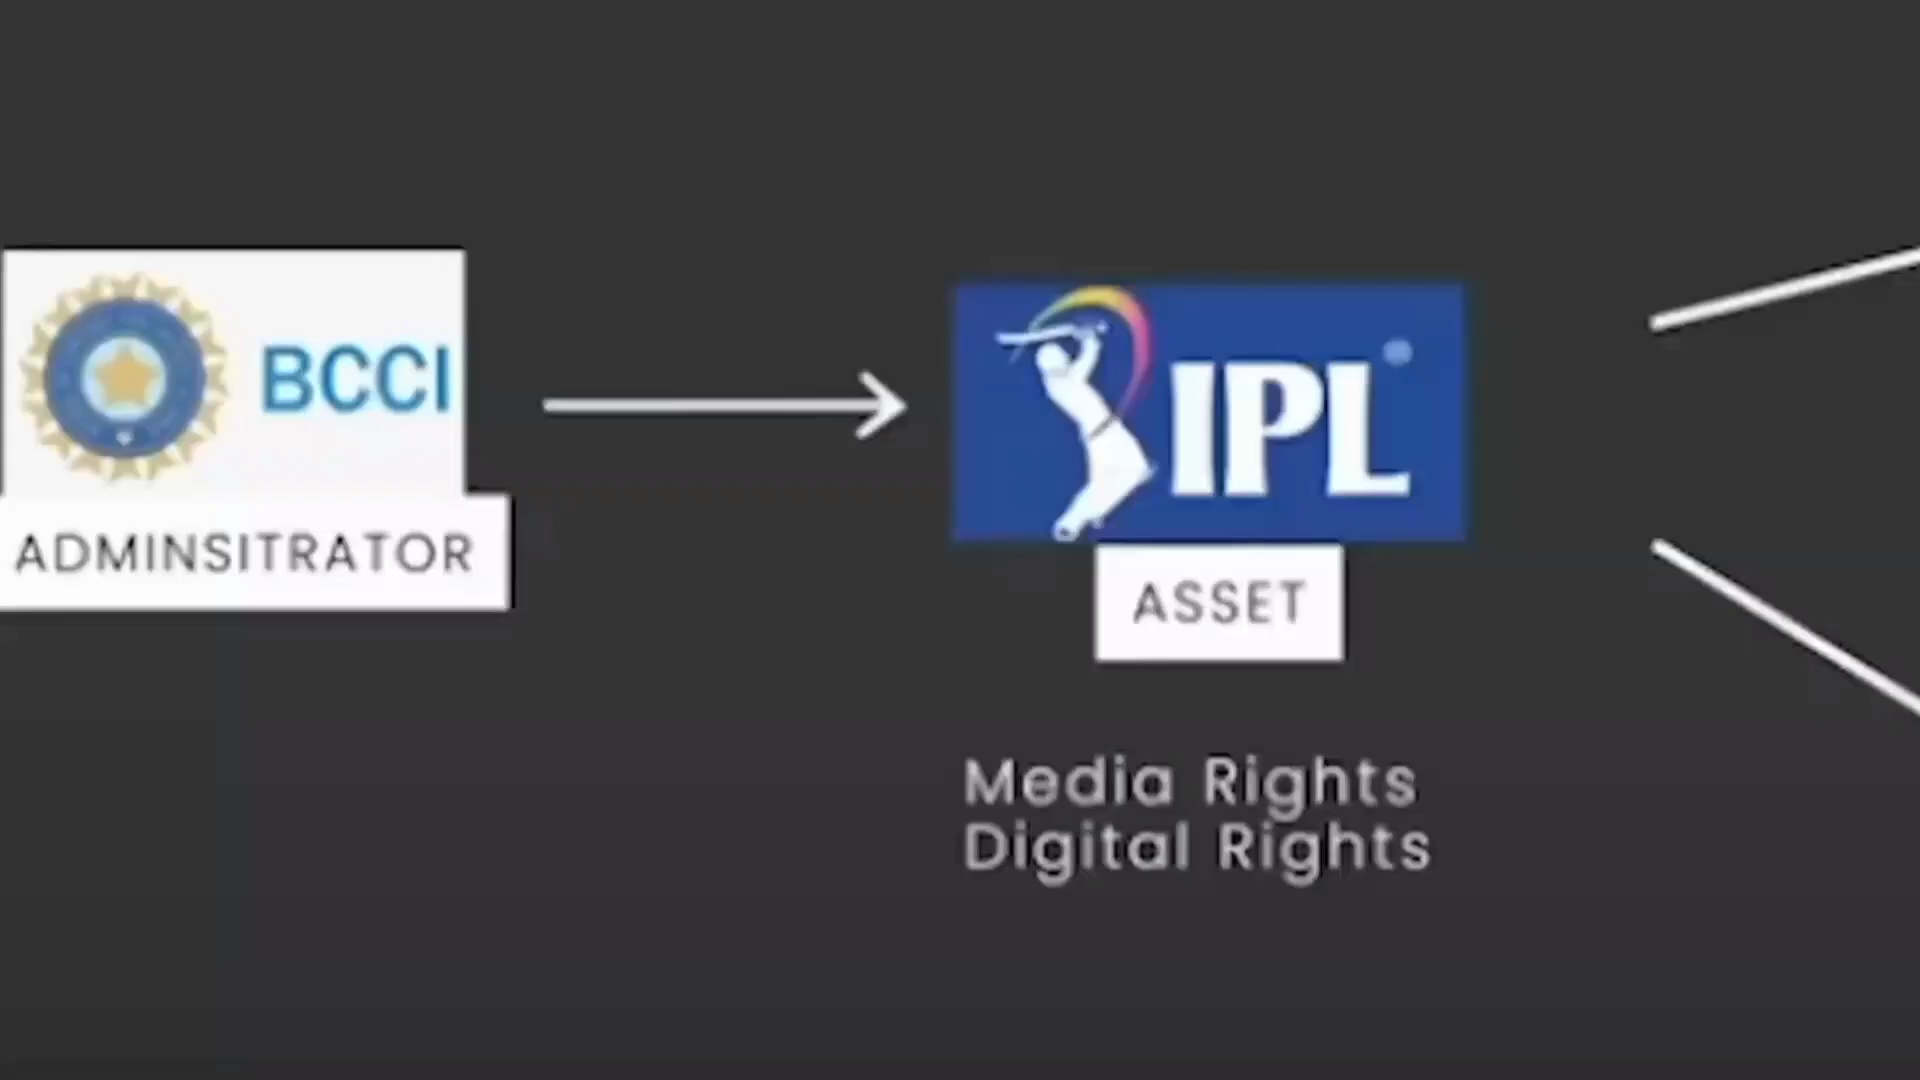 BCCI
ADMINSITRATOR
IPL
ASSET
Media Rights
Digital Rights